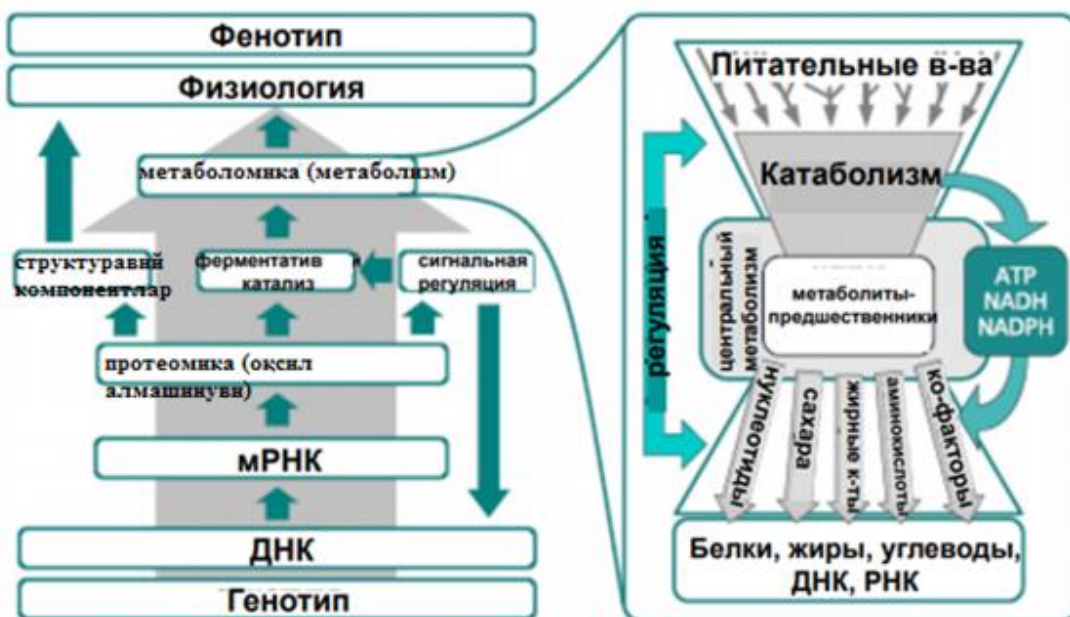 Фенотип
Физиология
метаболомика (метаболизм)
структуравий
компонентлар
ферментатив
катализ
сигнальная
регуляция
протеомика (оқсил
алмашинуви)
мРНК
ДНК
Генотип
Питательные в-ва
Катаболизм
регуляция
центральный
метаболизм
метаболиты-
предшественники
ATP
NADH
NADPH
нуклеотиды
сахара
жирные к-ты
аминокислоты
ко-факторы
Белки, жиры, углеводы,
ДНК, РНК